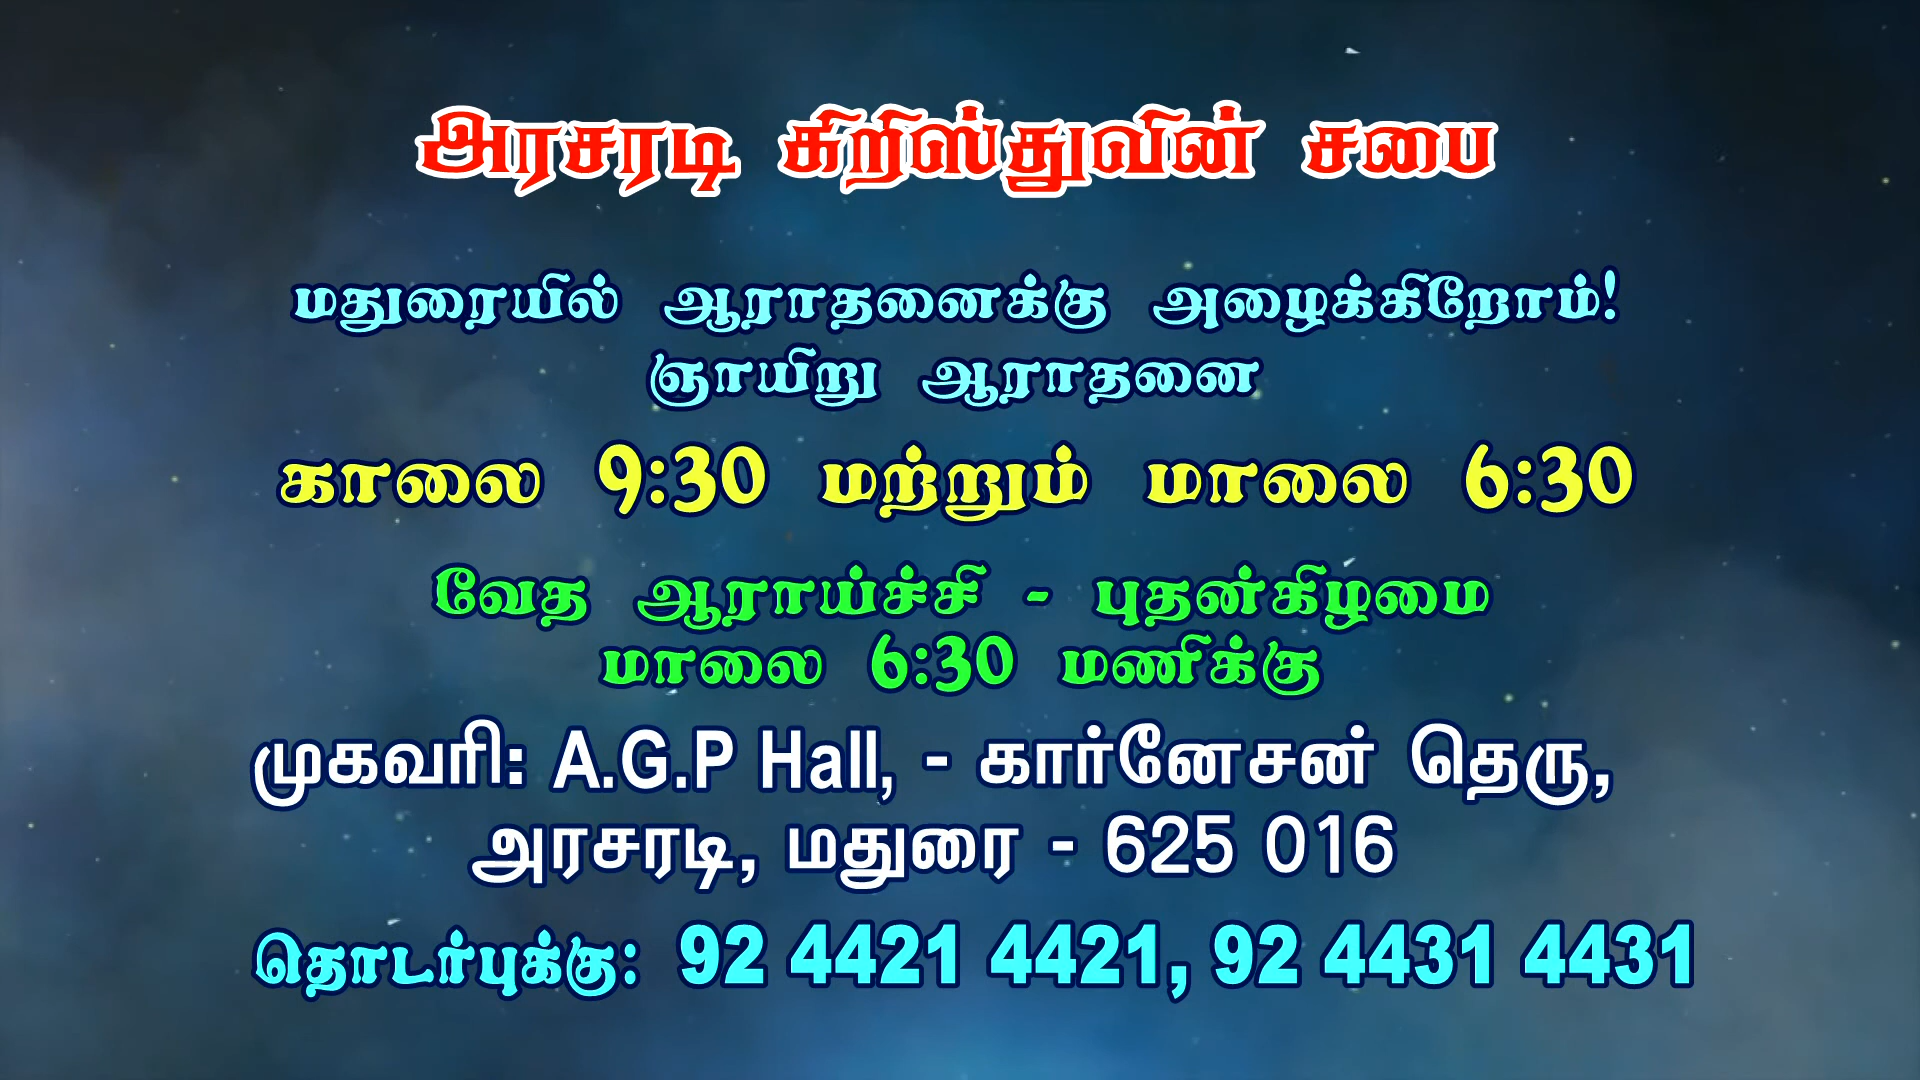 அரசரடி கிறிஸ்துவின் சபை
மதுரையில் ஆராதனைக்கு அழைக்கிறோம்!
ஞாயிறு ஆராதனை
காலை 9:30 மற்றும் மாலை 6:30
வேத ஆராய்ச்சி - புதன்கிழமை
மாலை 6:30 மணிக்கு
முகவரி: A.G.P Hall, - கார்னேசன் தெரு,
அரசரடி, மதுரை - 625 016
தொடர்புக்கு: 92 4421 4421, 92 4431 4431